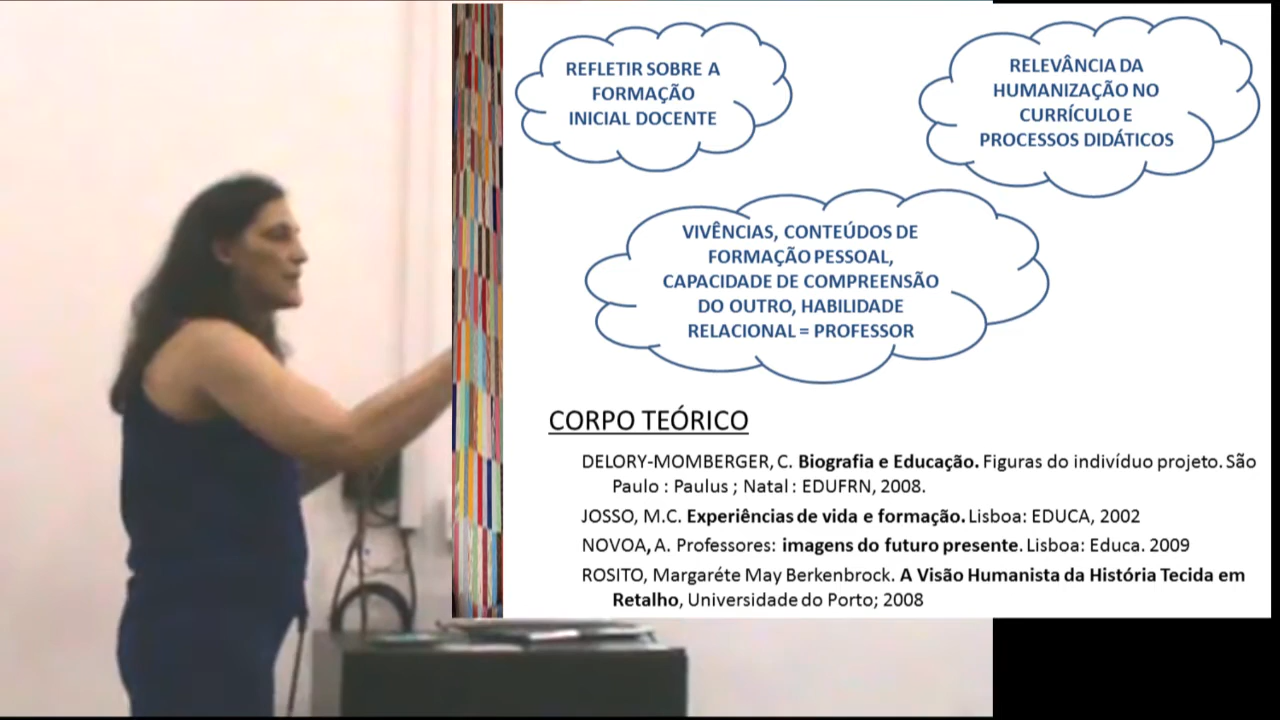 REFLETIR SOBRE A
FORMAÇÃO
INICIAL DOCENTE
RELEVÂNCIA DA
HUMANIZAÇÃO NO
CURRÍCULO E
PROCESSOS DIDÁTICOS
VIVÊNCIAS, CONTEÚDOS DE
FORMAÇÃO PESSOAL,
CAPACIDADE DE COMPREENSÃO
DO OUTRO, HABILIDADE
RELACIONAL = PROFESSOR
CORPO TEÓRICO
DELORY-MOMBERGER, C. Biografia e Educação. Figuras do indivíduo projeto. São
Paulo : Paulus ; Natal : EDUFRN, 2008.
JOSSO, M.C. Experiências de vida e formação. Lisboa: EDUCA, 2002
NOVOA, A. Professores: imagens do futuro presente. Lisboa: Educa. 2009
ROSITO, Margaréte May Berkenbrock. A Visão Humanista da História Tecida em
Retalho, Universidade do Porto; 2008